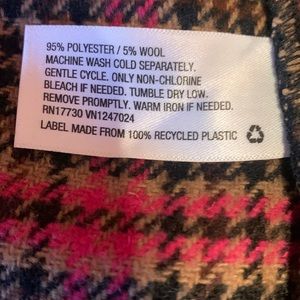 95% POLYESTER / 5% WOOL
MACHINE WASH COLD SEPARATELY.
GENTLE CYCLE. ONLY NON-CHLORINE
BLEACH IF NEEDED. TUMBLE DRY LOW.
REMOVE PROMPTLY. WARM IRON IF NEEDED.
RN17730 VN1247024
LABEL MADE FROM 100% RECYCLED PLASTIC